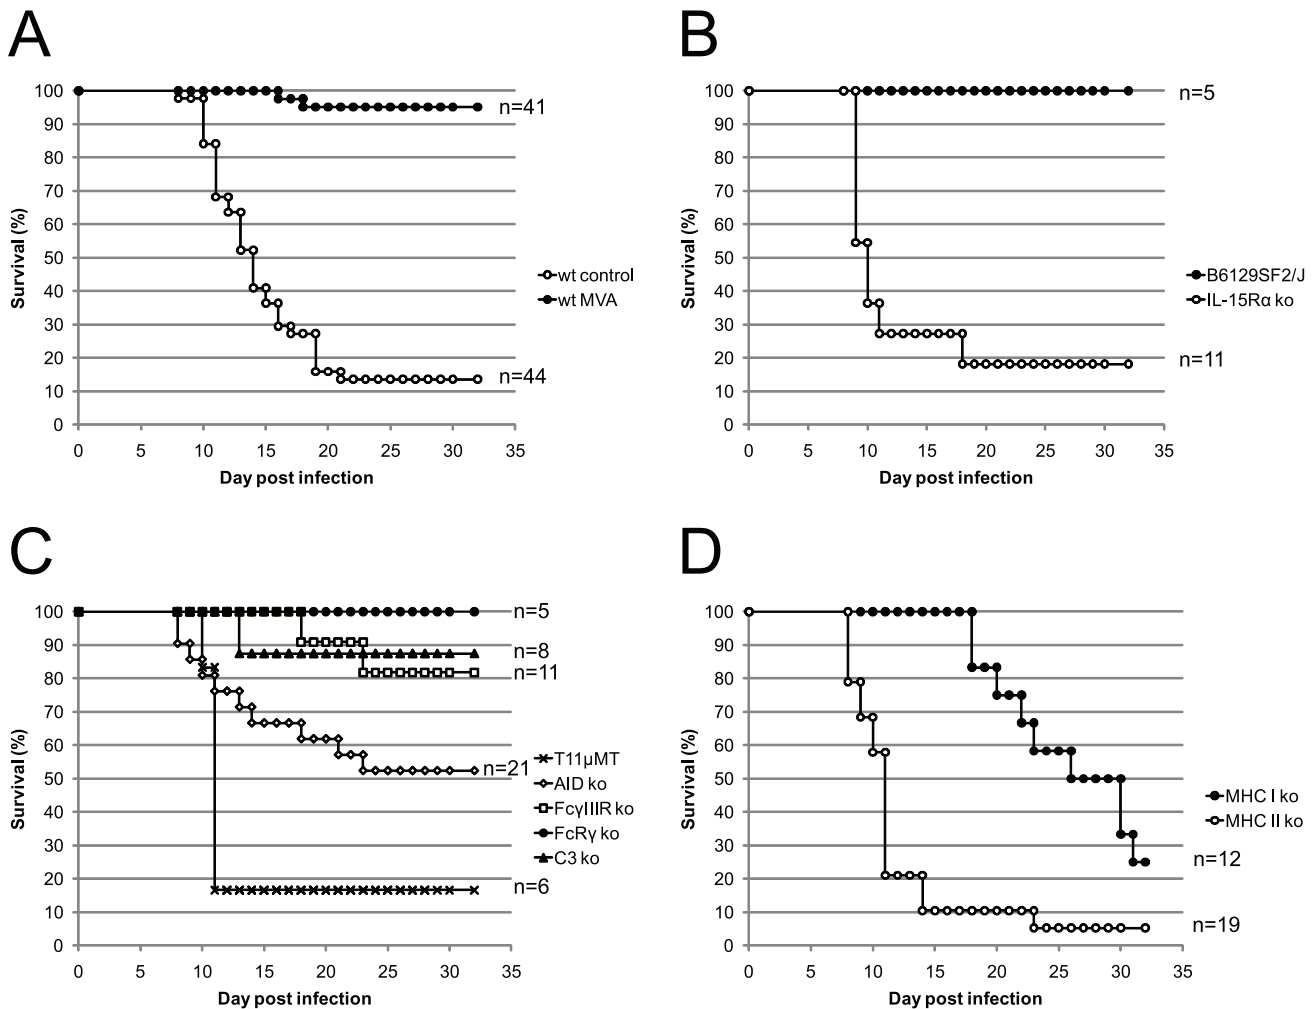 A
100
90
80
70
60
50
40
30
20
10
0
0 5 10 15 20 25 30 35
Survival (%)
Day post infection
n=41
n=44
wt control
wt MVA
B
100
90
80
70
60
50
40
30
20
10
0
0 5 10 15 20 25 30 35
Survival (%)
Day post infection
n=5
n=11
B6129SF2/J
IL-15Rα ko
C
100
90
80
70
60
50
40
30
20
10
0
0 5 10 15 20 25 30 35
Survival (%)
Day post infection
n=5
n=8
n=11
n=21
n=6
T11μMT
AID ko
FcγIIIR ko
FcRγ ko
C3 ko
D
100
90
80
70
60
50
40
30
20
10
0
0 5 10 15 20 25 30 35
Survival (%)
Day post infection
MHC I ko
MHC II ko
n=12
n=19